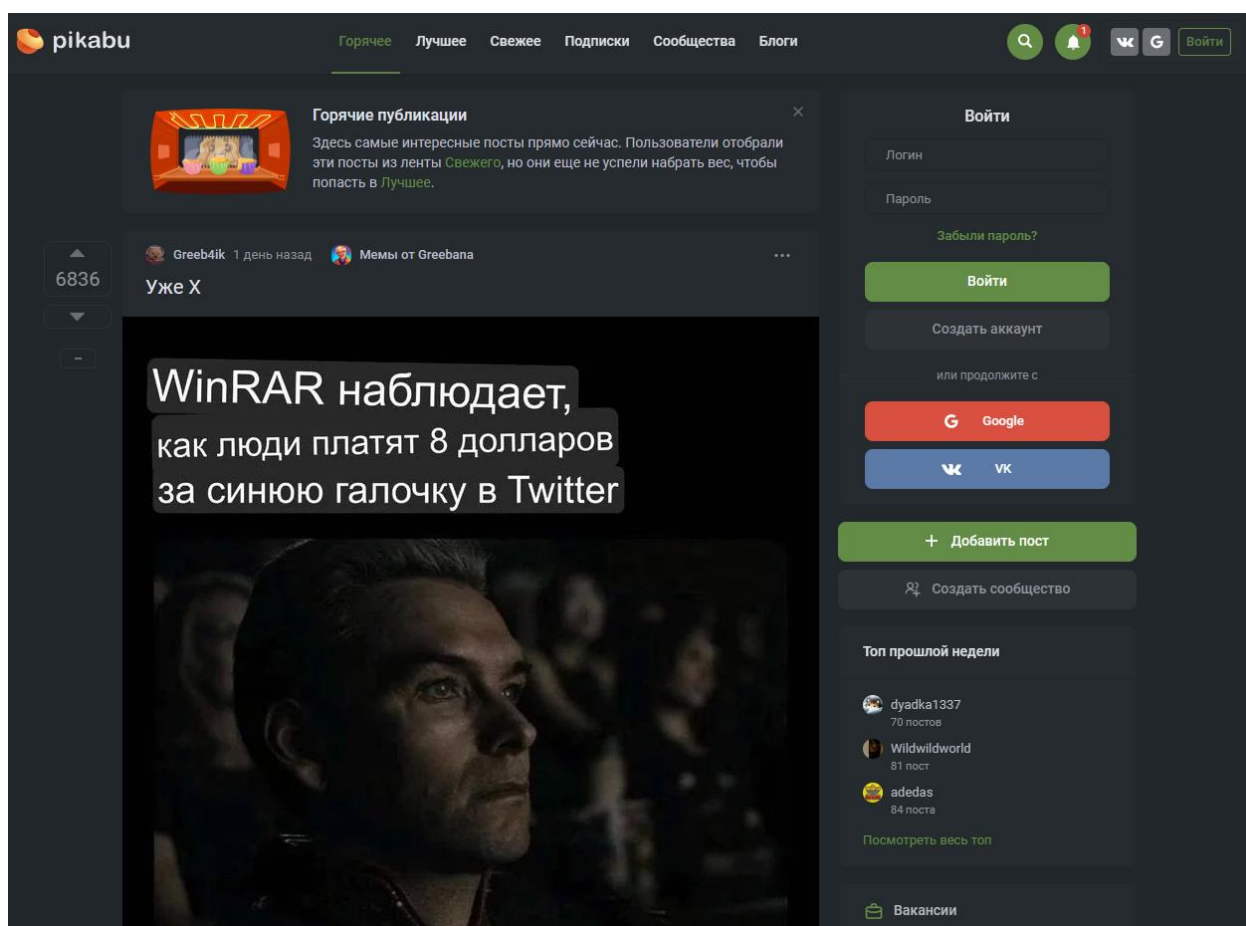 pikabu
Горячее Лучшее Свежее Подписки Сообщества Блоги
1
G Войти
Горячие публикации
Здесь самые интересные посты прямо сейчас. Пользователи отобрали
эти посты из ленты Свежего, но они еще не успели набрать вес, чтобы
попасть в Лучшее.
6836
Greeb4ik 1 день назад Мемы от Greebana
Уже X
WinRAR наблюдает,
как люди платят 8 долларов
за синюю галочку в Twitter
Войти
Логин
Пароль
Забыли пароль?
Войти
Создать аккаунт
или продолжите с
G Google
VK
+ Добавить пост
Создать сообщество
Топ прошлой недели
dyadka1337
70 постов
Wildwildworld
81 пост
adedas
84 поста
Посмотреть весь топ
Вакансии